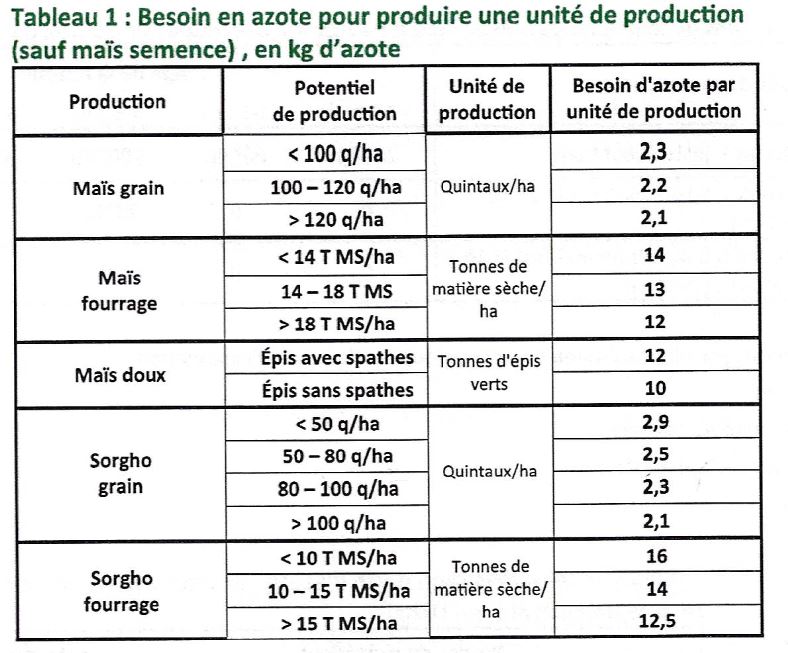 Tableau 1 : Besoin en azote pour produire une unité de production
(sauf maïs semence) , en kg d'azote
Production
Potentiel
de production
Unité de
production
Besoin d'azote par
unité de production
Maïs grain
< 100 q/ha
Quintaux/ha
2,3
100 – 120 q/ha
2,2
> 120 q/ha
2,1
Maïs
fourrage
< 14 T MS/ha
Tonnes de
matière sèche/
ha
14
14 – 18 T MS
13
> 18 T MS/ha
12
Maïs doux
Épis avec spathes
Tonnes d'épis
verts
12
Épis sans spathes
10
Sorgho
grain
< 50 q/ha
Quintaux/ha
2,9
50 – 80 q/ha
2,5
80 – 100 q/ha
2,3
> 100 q/ha
2,1
Sorgho
fourrage
< 10 T MS/ha
Tonnes de
matière sèche/
ha
16
10 – 15 T MS/ha
14
> 15 T MS/ha
12,5